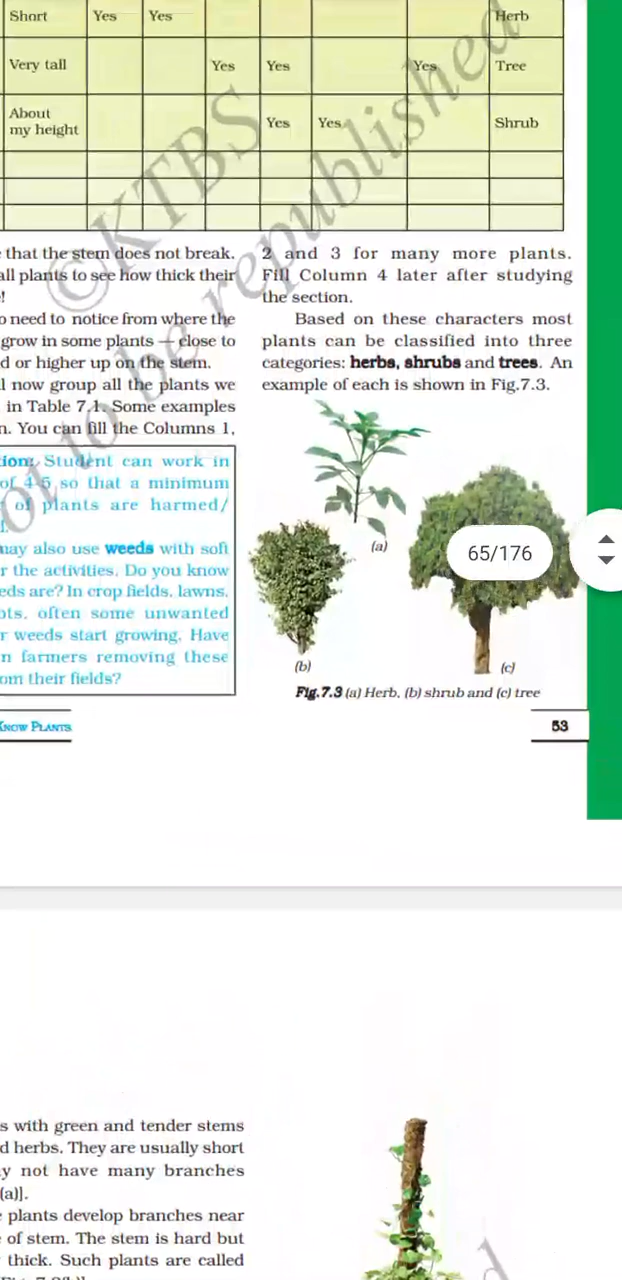 Short Yes Yes Herb
Very tall Yes Yes Yes Tree
About
my height Yes Yes Shrub
©KTBS
ot to be republished
that the stem does not break.
all plants to see how thick their
!
o need to notice from where the
grow in some plants — close to
d or higher up on the stem.
l now group all the plants we
in Table 7.1. Some examples
n. You can fill the Columns 1,
tion: Student can work in
of 4-5 so that a minimum
of plants are harmed/
d.
may also use weeds with soft
r the activities. Do you know
eds are? In crop fields, lawns,
ots, often some unwanted
r weeds start growing. Have
n farmers removing these
om their fields?
2 and 3 for many more plants.
Fill Column 4 later after studying
the section.
Based on these characters most
plants can be classified into three
categories: herbs, shrubs and trees. An
example of each is shown in Fig.7.3.
(a)
65/176
(b)
(c)
Fig.7.3 (a) Herb, (b) shrub and (c) tree
KNOW PLANTS
53
s with green and tender stems
d herbs. They are usually short
y not have many branches
(a)].
plants develop branches near
of stem. The stem is hard but
thick. Such plants are called
d